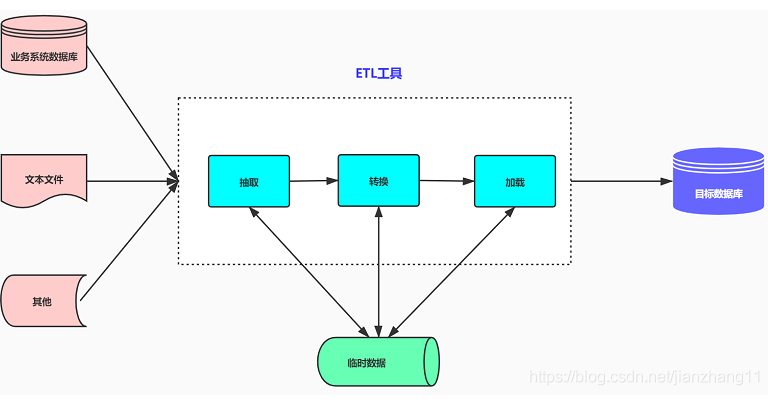 业务系统数据库
ETL工具
文本文件
抽取
转换
加载
目标数据库
其他
临时数据
https://blog.csdn.net/jianzhang11